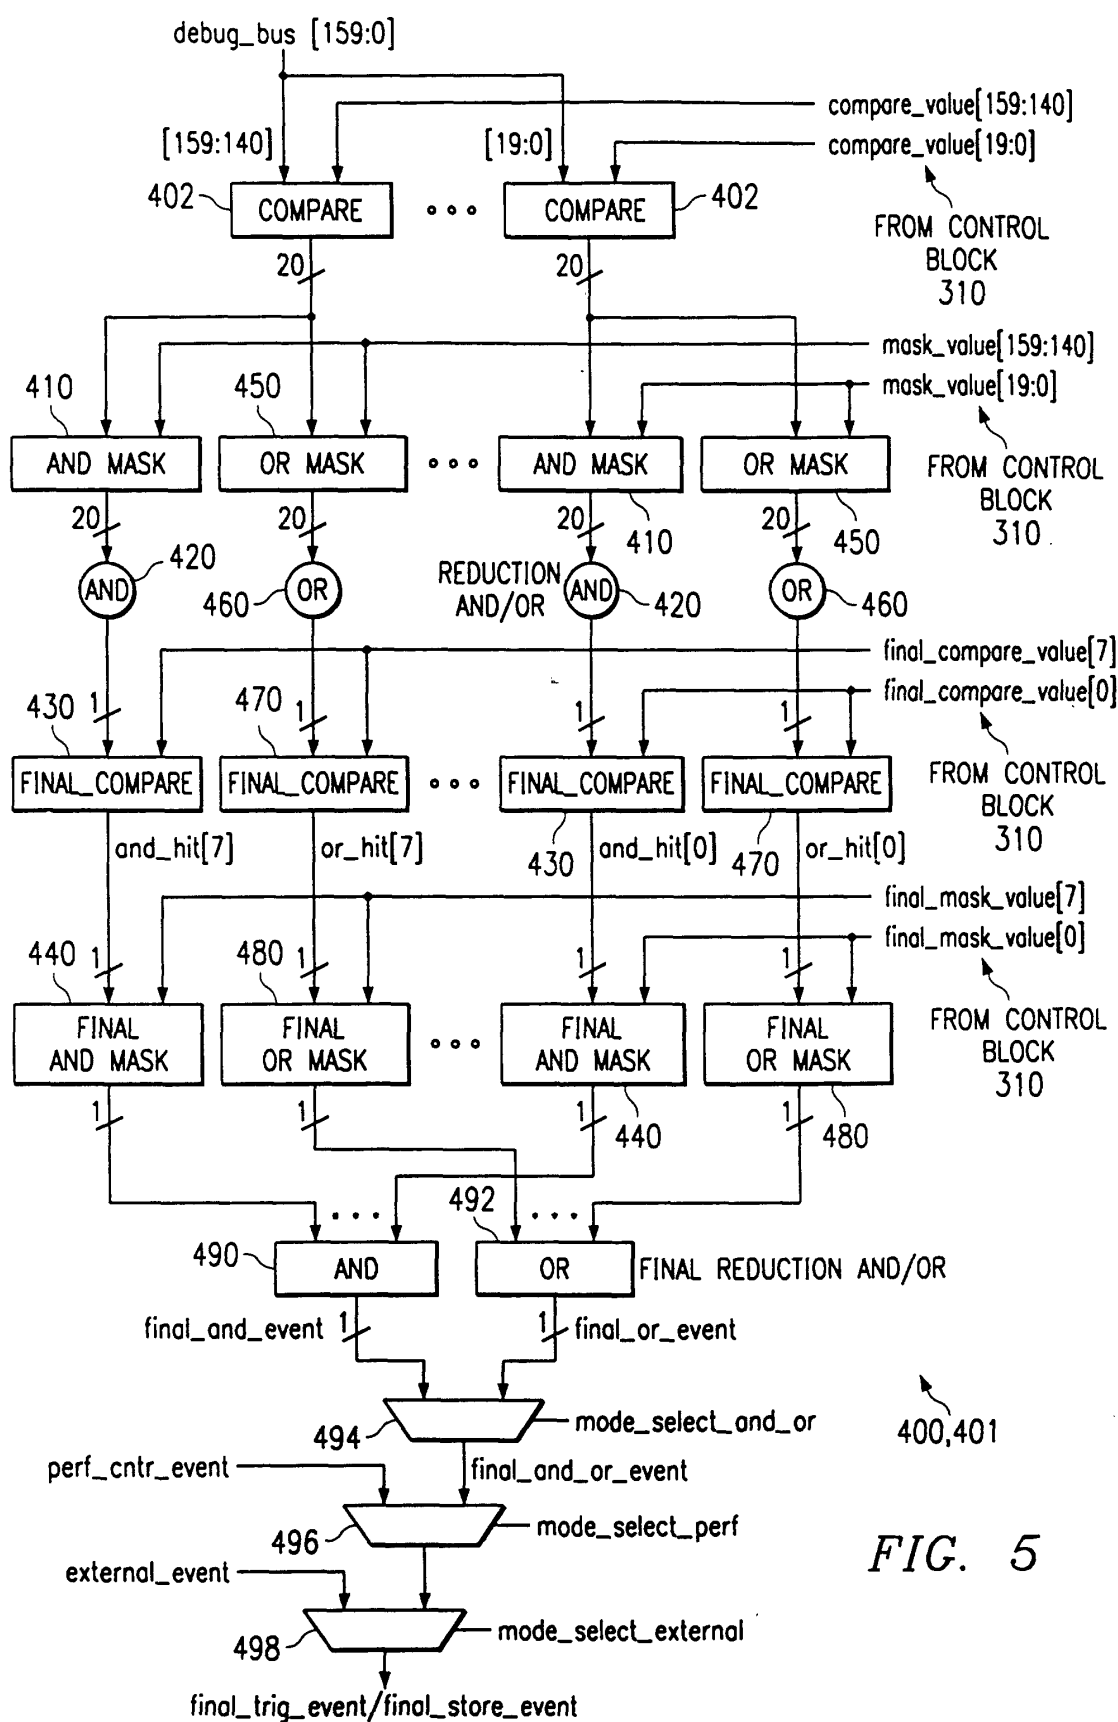 debug_bus [159:0]
compare_value[159:140]
[159:140]
[19:0]
compare_value[19:0]
402
COMPARE
COMPARE
402
FROM CONTROL
BLOCK
310
20
20
mask_value[159:140]
mask_value[19:0]
410
450
AND MASK
OR MASK
AND MASK
OR MASK
FROM CONTROL
BLOCK
310
20
20
20
410
20
450
420
AND
460
OR
REDUCTION
AND/OR
AND
420
OR
460
final_compare_value[7]
final_compare_value[0]
430
1
470
1
1
1
FINAL_COMPARE
FINAL_COMPARE
FINAL_COMPARE
FINAL_COMPARE
FROM CONTROL
BLOCK
310
and_hit[7]
or_hit[7]
430
and_hit[0]
470
or_hit[0]
final_mask_value[7]
final_mask_value[0]
440
1
480
1
1
1
FINAL
AND MASK
FINAL
OR MASK
FINAL
AND MASK
FINAL
OR MASK
FROM CONTROL
BLOCK
310
1
1
1
440
1
480
490
AND
492
OR
FINAL REDUCTION AND/OR
final_and_event
1
1
final_or_event
494
mode_select_and_or
400,401
perf_cntr_event
final_and_or_event
496
mode_select_perf
FIG. 5
external_event
498
mode_select_external
final_trig_event/final_store_event